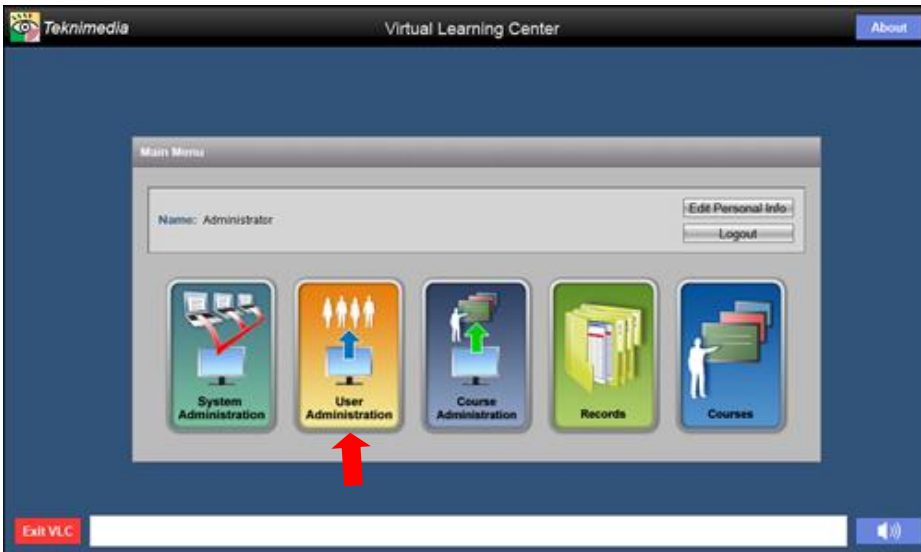 Teknimedia
Virtual Learning Center
About
Main Menu
Name: Administrator
Edit Personal Info
Logout
System
Administration
User
Administration
Course
Administration
Records
Courses
Exit VLC